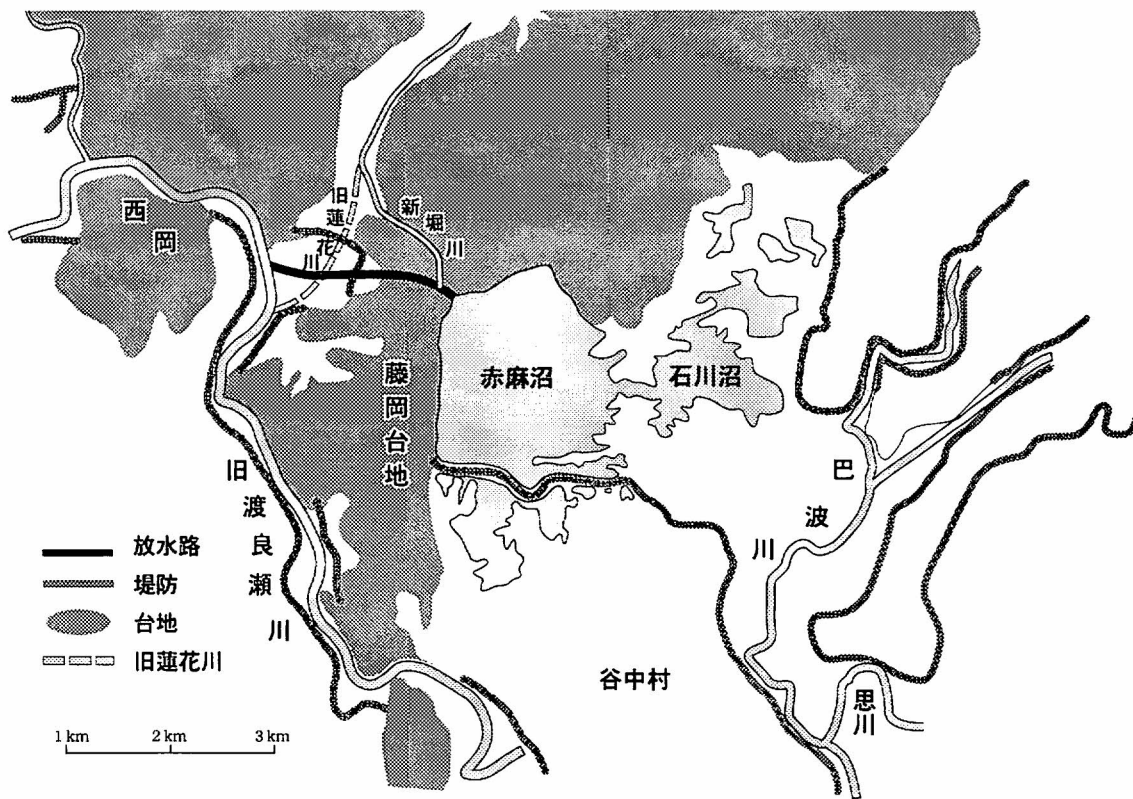 西岡
旧蓮花川
新堀川
藤岡台地
赤麻沼
石川沼
巴波川
旧渡良瀬川
放水路
堤防
台地
旧蓮花川
谷中村
思川
1 km
2 km
3 km